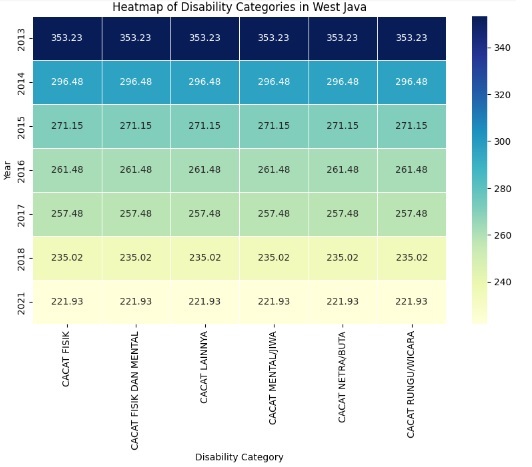 Heatmap of Disability Categories in West Java
2013 353.23 353.23 353.23 353.23 353.23 353.23
2014 296.48 296.48 296.48 296.48 296.48 296.48
2015 271.15 271.15 271.15 271.15 271.15 271.15
2016 261.48 261.48 261.48 261.48 261.48 261.48
2017 257.48 257.48 257.48 257.48 257.48 257.48
2018 235.02 235.02 235.02 235.02 235.02 235.02
2021 221.93 221.93 221.93 221.93 221.93 221.93
Year
CACAT FISIK
CACAT FISIK DAN MENTAL
CACAT LAINNYA
CACAT MENTAL/JIWA
CACAT NETRA/BUTA
CACAT RUNGU/WICARA
Disability Category
340
320
300
280
260
240